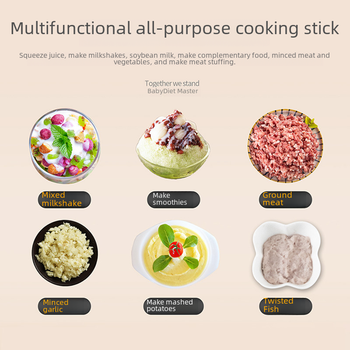 Multifunctional all-purpose cooking stick
Squeeze juice, make milkshakes, soybean milk, make complementary food, minced meat and
vegetables, and make meat stuffing.
Together we stand
BabyDiet Master
Mixed
milkshake
Make
smoothies
Ground
meat
Minced
garlic
Make mashed
potatoes
Twisted
Fish